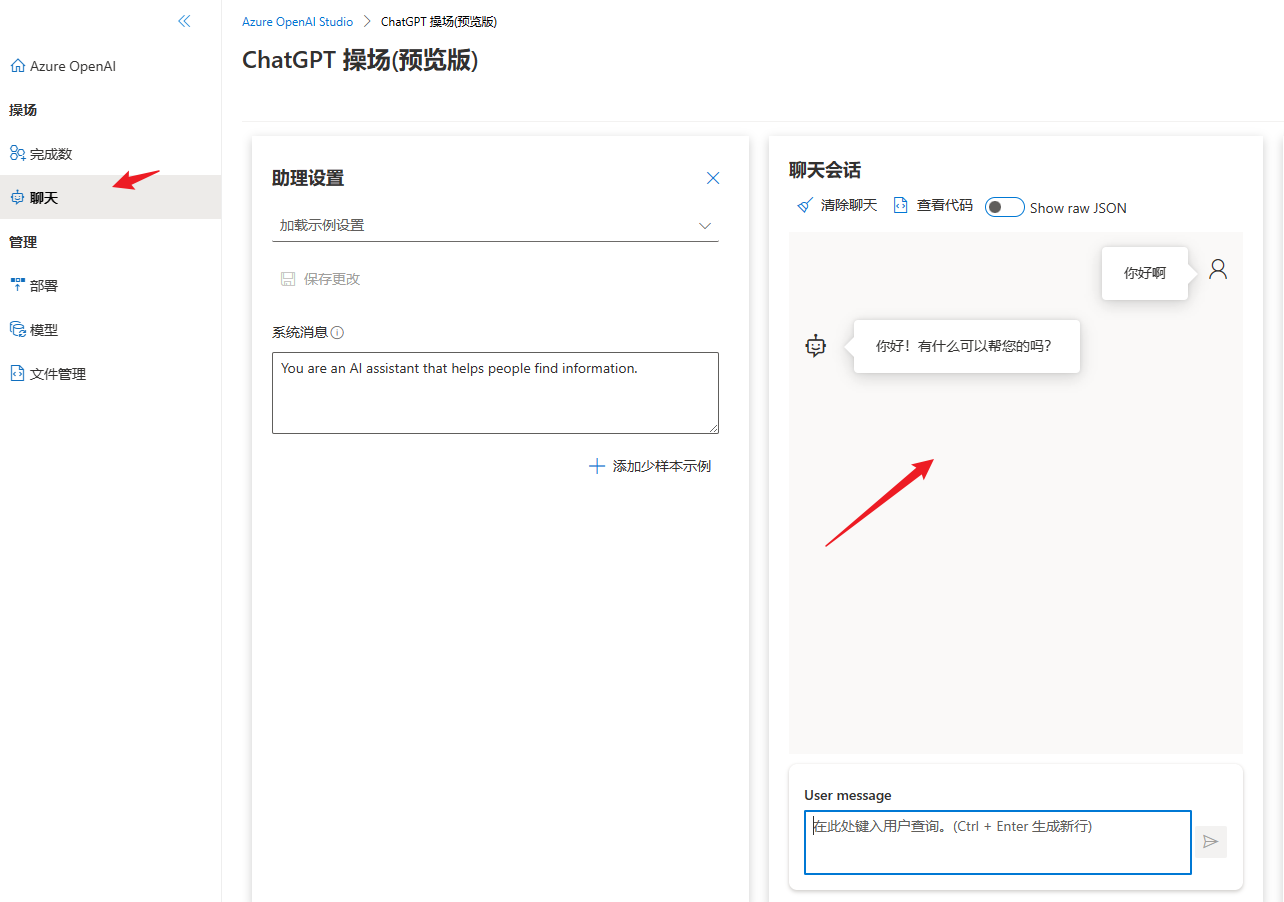 Azure OpenAI
操场
完成数
聊天
管理
部署
模型
文件管理
Azure OpenAI Studio > ChatGPT 操场(预览版)
ChatGPT 操场(预览版)
助理设置
加载示例设置
保存更改
系统消息
You are an AI assistant that helps people find information.
添加少样本示例
聊天会话
清除聊天 查看代码 Show raw JSON
你好啊
你好！有什么可以帮您的吗？
User message
在此处键入用户查询。(Ctrl + Enter 生成新行)